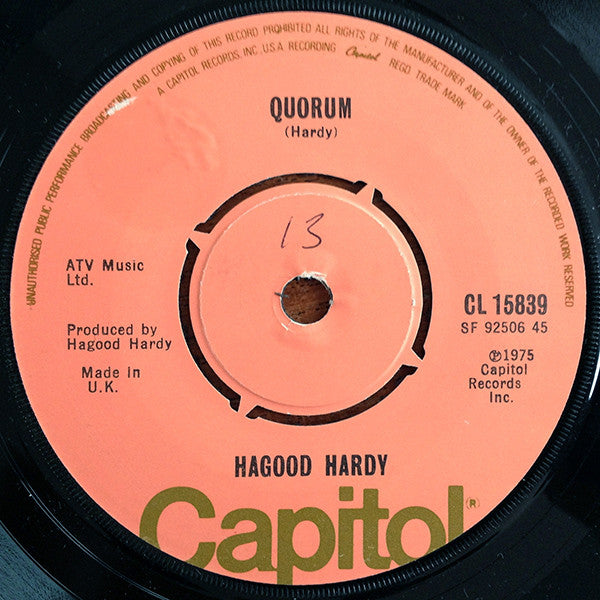 UNAUTHORISED PUBLIC PERFORMANCE BROADCASTING AND COPYING OF THIS RECORD PROHIBITED ALL RIGHTS OF THE MANUFACTURER AND OF THE OWNER OF THE RECORDED WORK RESERVED
A CAPITOL RECORDS INC. U.S.A. RECORDING Capitol REGD. TRADE MARK
QUORUM
(Hardy)
13
ATV Music
Ltd.
Produced by
Hagood Hardy
Made in
U.K.
CL 15839
SF 92506 45
℗1975
Capitol
Records
Inc.
HAGOOD HARDY
Capitol®